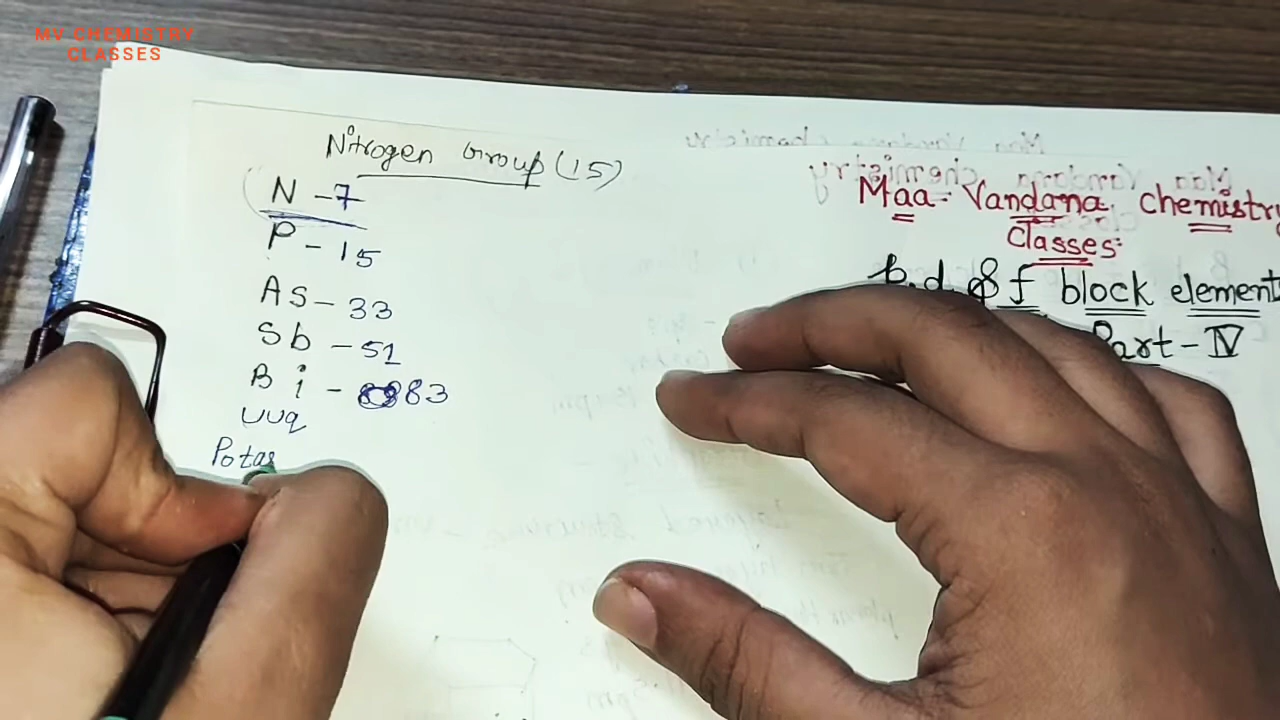 MV CHEMISTRY
CLASSES
Nitrogen Group (15)
N - 7
P - 15
As - 33
Sb - 51
Bi - 83
UUq
Potas
Maa Vandana chemistry
Classes:
p, d, & f block element
Part - IV